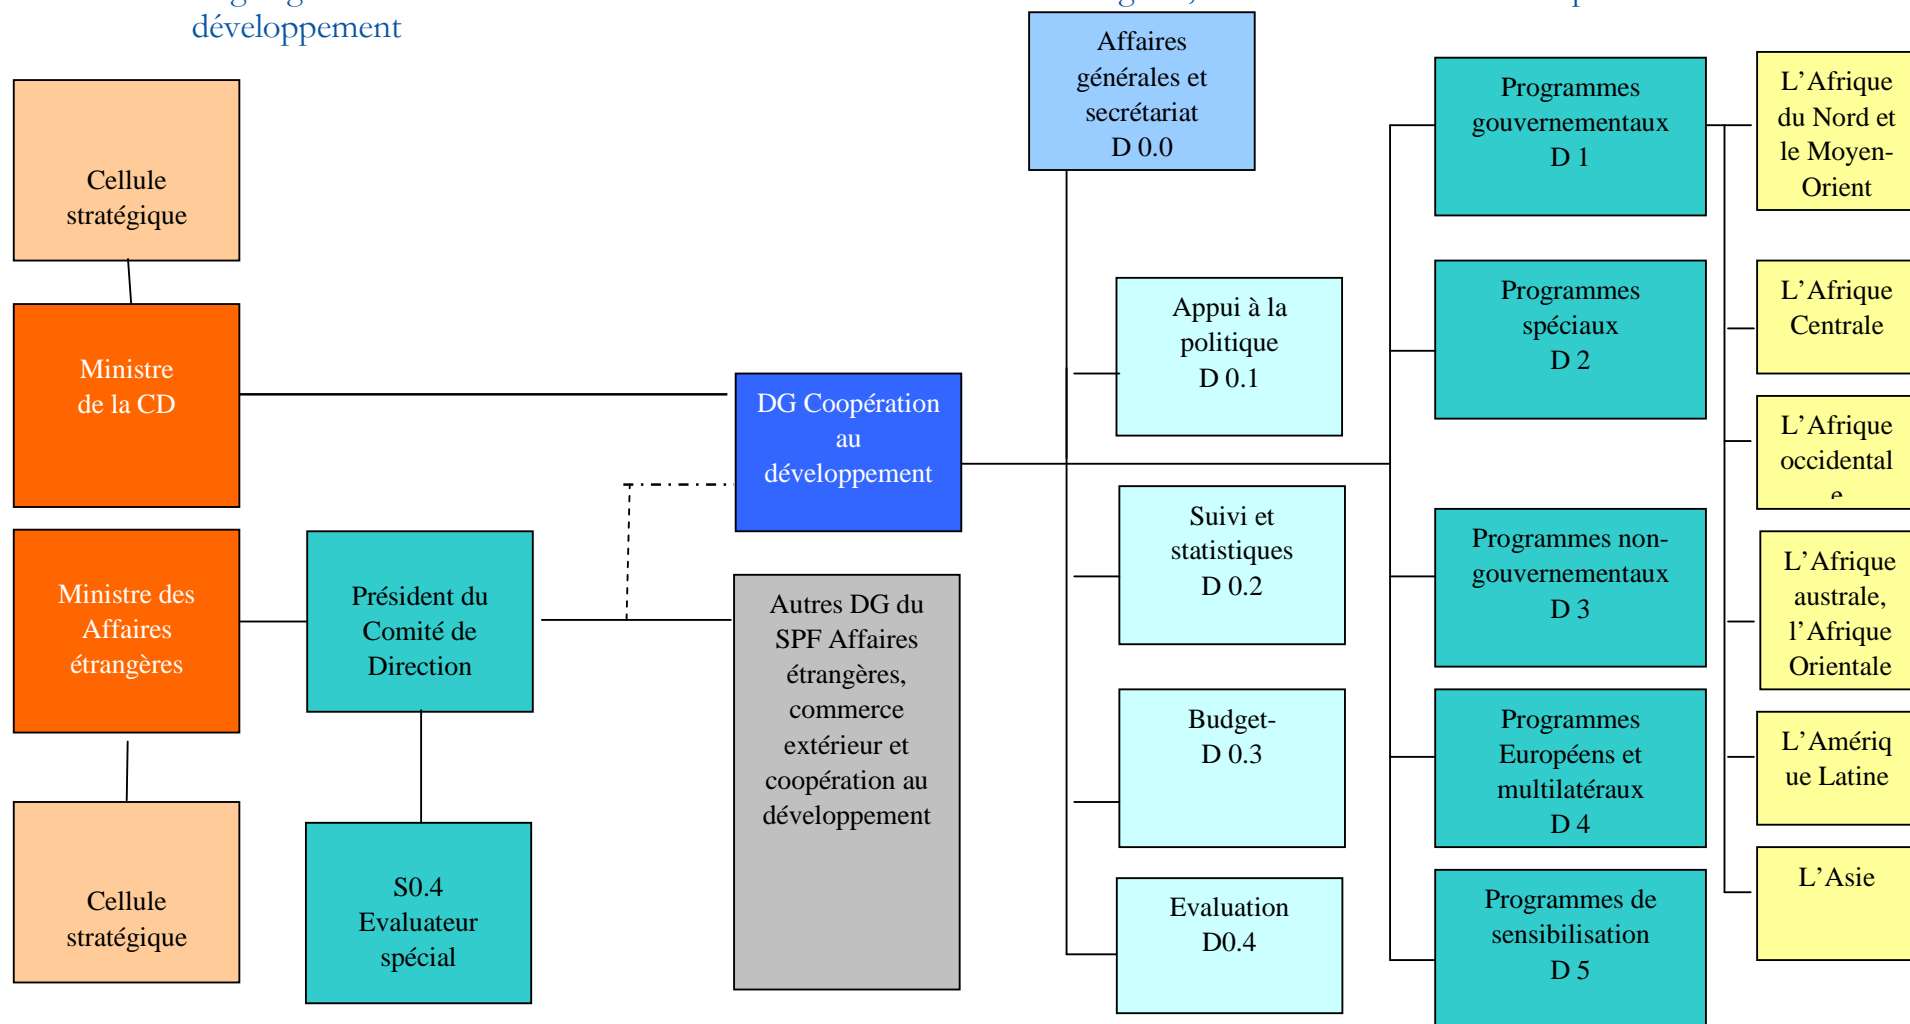 développement
Cellule
stratégique
Ministre
de la CD
Ministre des
Affaires
étrangères
Cellule
stratégique
Président du
Comité de
Direction
S0.4
Evaluateur
spécial
DG Coopération
au
développement
Autres DG du
SPF Affaires
étrangères,
commerce
extérieur et
coopération au
développement
Affaires
générales et
secrétariat
D 0.0
Appui à la
politique
D 0.1
Suivi et
statistiques
D 0.2
Budget-
D 0.3
Evaluation
D0.4
Programmes
gouvernementaux
D 1
Programmes
spéciaux
D 2
Programmes non-
gouvernementaux
D 3
Programmes
Européens et
multilatéraux
D 4
Programmes de
sensibilisation
D 5
L’Afrique
du Nord et
le Moyen-
Orient
L’Afrique
Centrale
L’Afrique
occidental
e
L’Afrique
australe,
l’Afrique
Orientale
L’Amériq
ue Latine
L’Asie